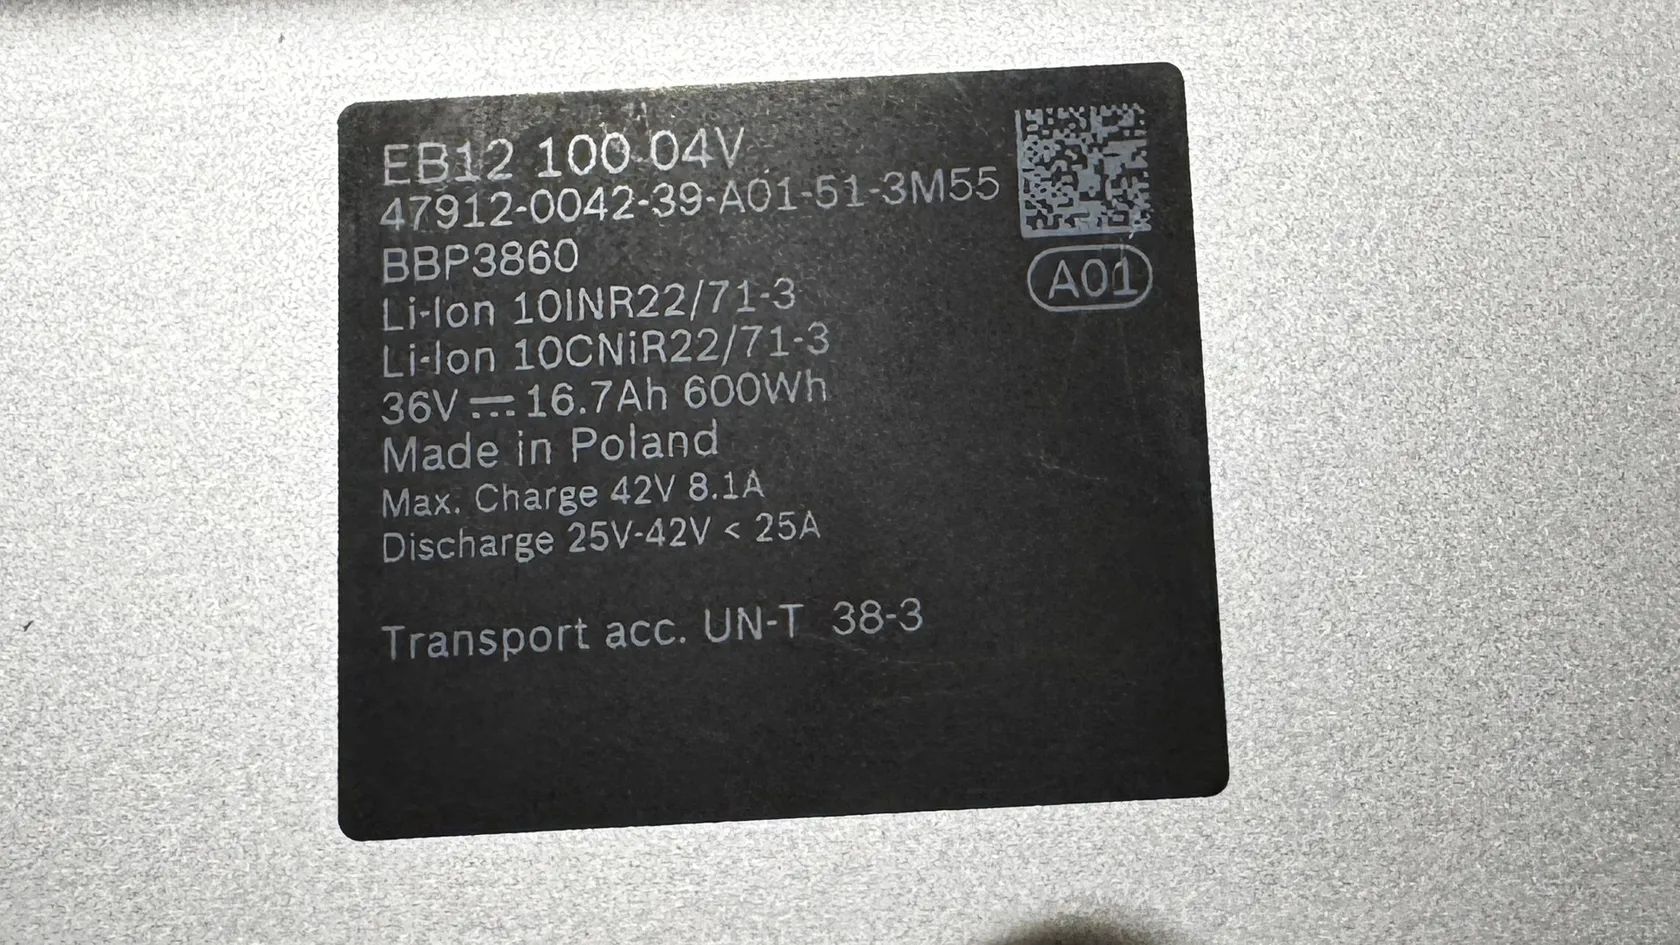 EB12 100 04V
47912-0042-39-A01-51-3M55
BBP3860
Li-Ion 10INR22/71-3
Li-Ion 10CNiR22/71-3
36V ⎓ 16.7Ah 600Wh
Made in Poland
Max. Charge 42V 8.1A
Discharge 25V-42V < 25A
Transport acc. UN-T 38-3
A01